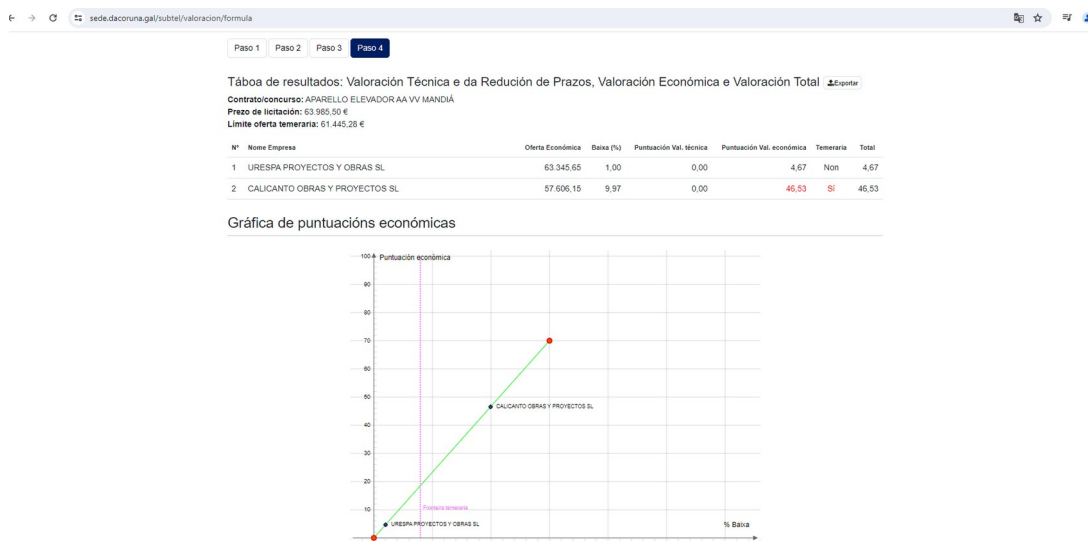 sede.dacoruna.gal/subtel/valoracion/formula
Paso 1 Paso 2 Paso 3 Paso 4
Táboa de resultados: Valoración Técnica e da Redución de Prazos, Valoración Económica e Valoración Total Exportar
Contrato/concurso: APARELLO ELEVADOR AA VV MANDIÁ
Prezo de licitación: 63.985,50 €
Limite oferta temeraria: 61.445,28 €
Nº Nome Empresa Oferta Económica Baixa (%) Puntuación Val. técnica Puntuación Val. económica Temeraria Total
1 URESPA PROYECTOS Y OBRAS SL 63.345,65 1,00 0,00 4,67 Non 4,67
2 CALICANTO OBRAS Y PROYECTOS SL 57.606,15 9,97 0,00 46,53 Sí 46,53
Gráfica de puntuacións económicas
100 Puntuación económica
90
80
70
60
50
CALICANTO OBRAS Y PROYECTOS SL
40
30
20
10 Fronteira temeraria
URESPA PROYECTOS Y OBRAS SL % Baixa